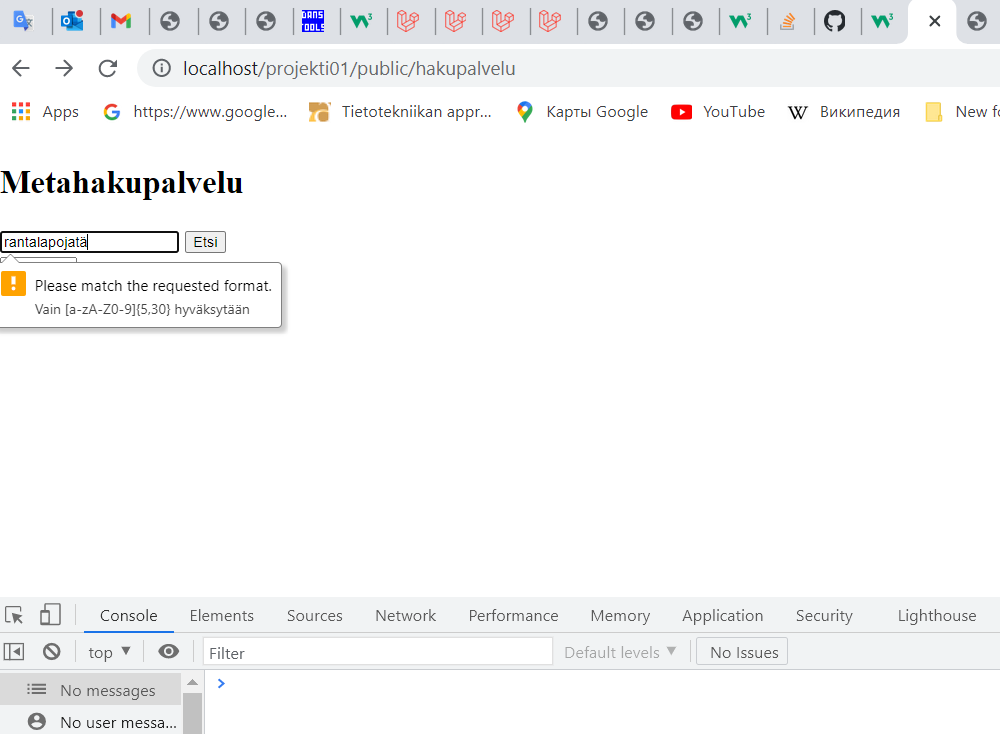 DANS TOOLS
localhost/projekti01/public/hakupalvelu
Apps https://www.google... Tietotekniikan appr... Карты Google YouTube W Википедия New fo
Metahakupalvelu
rantalapojatä Etsi
Please match the requested format.
Vain [a-zA-Z0-9]{5,30} hyväksytään
Console Elements Sources Network Performance Memory Application Security Lighthouse
top Filter Default levels No Issues
No messages
No user messa...